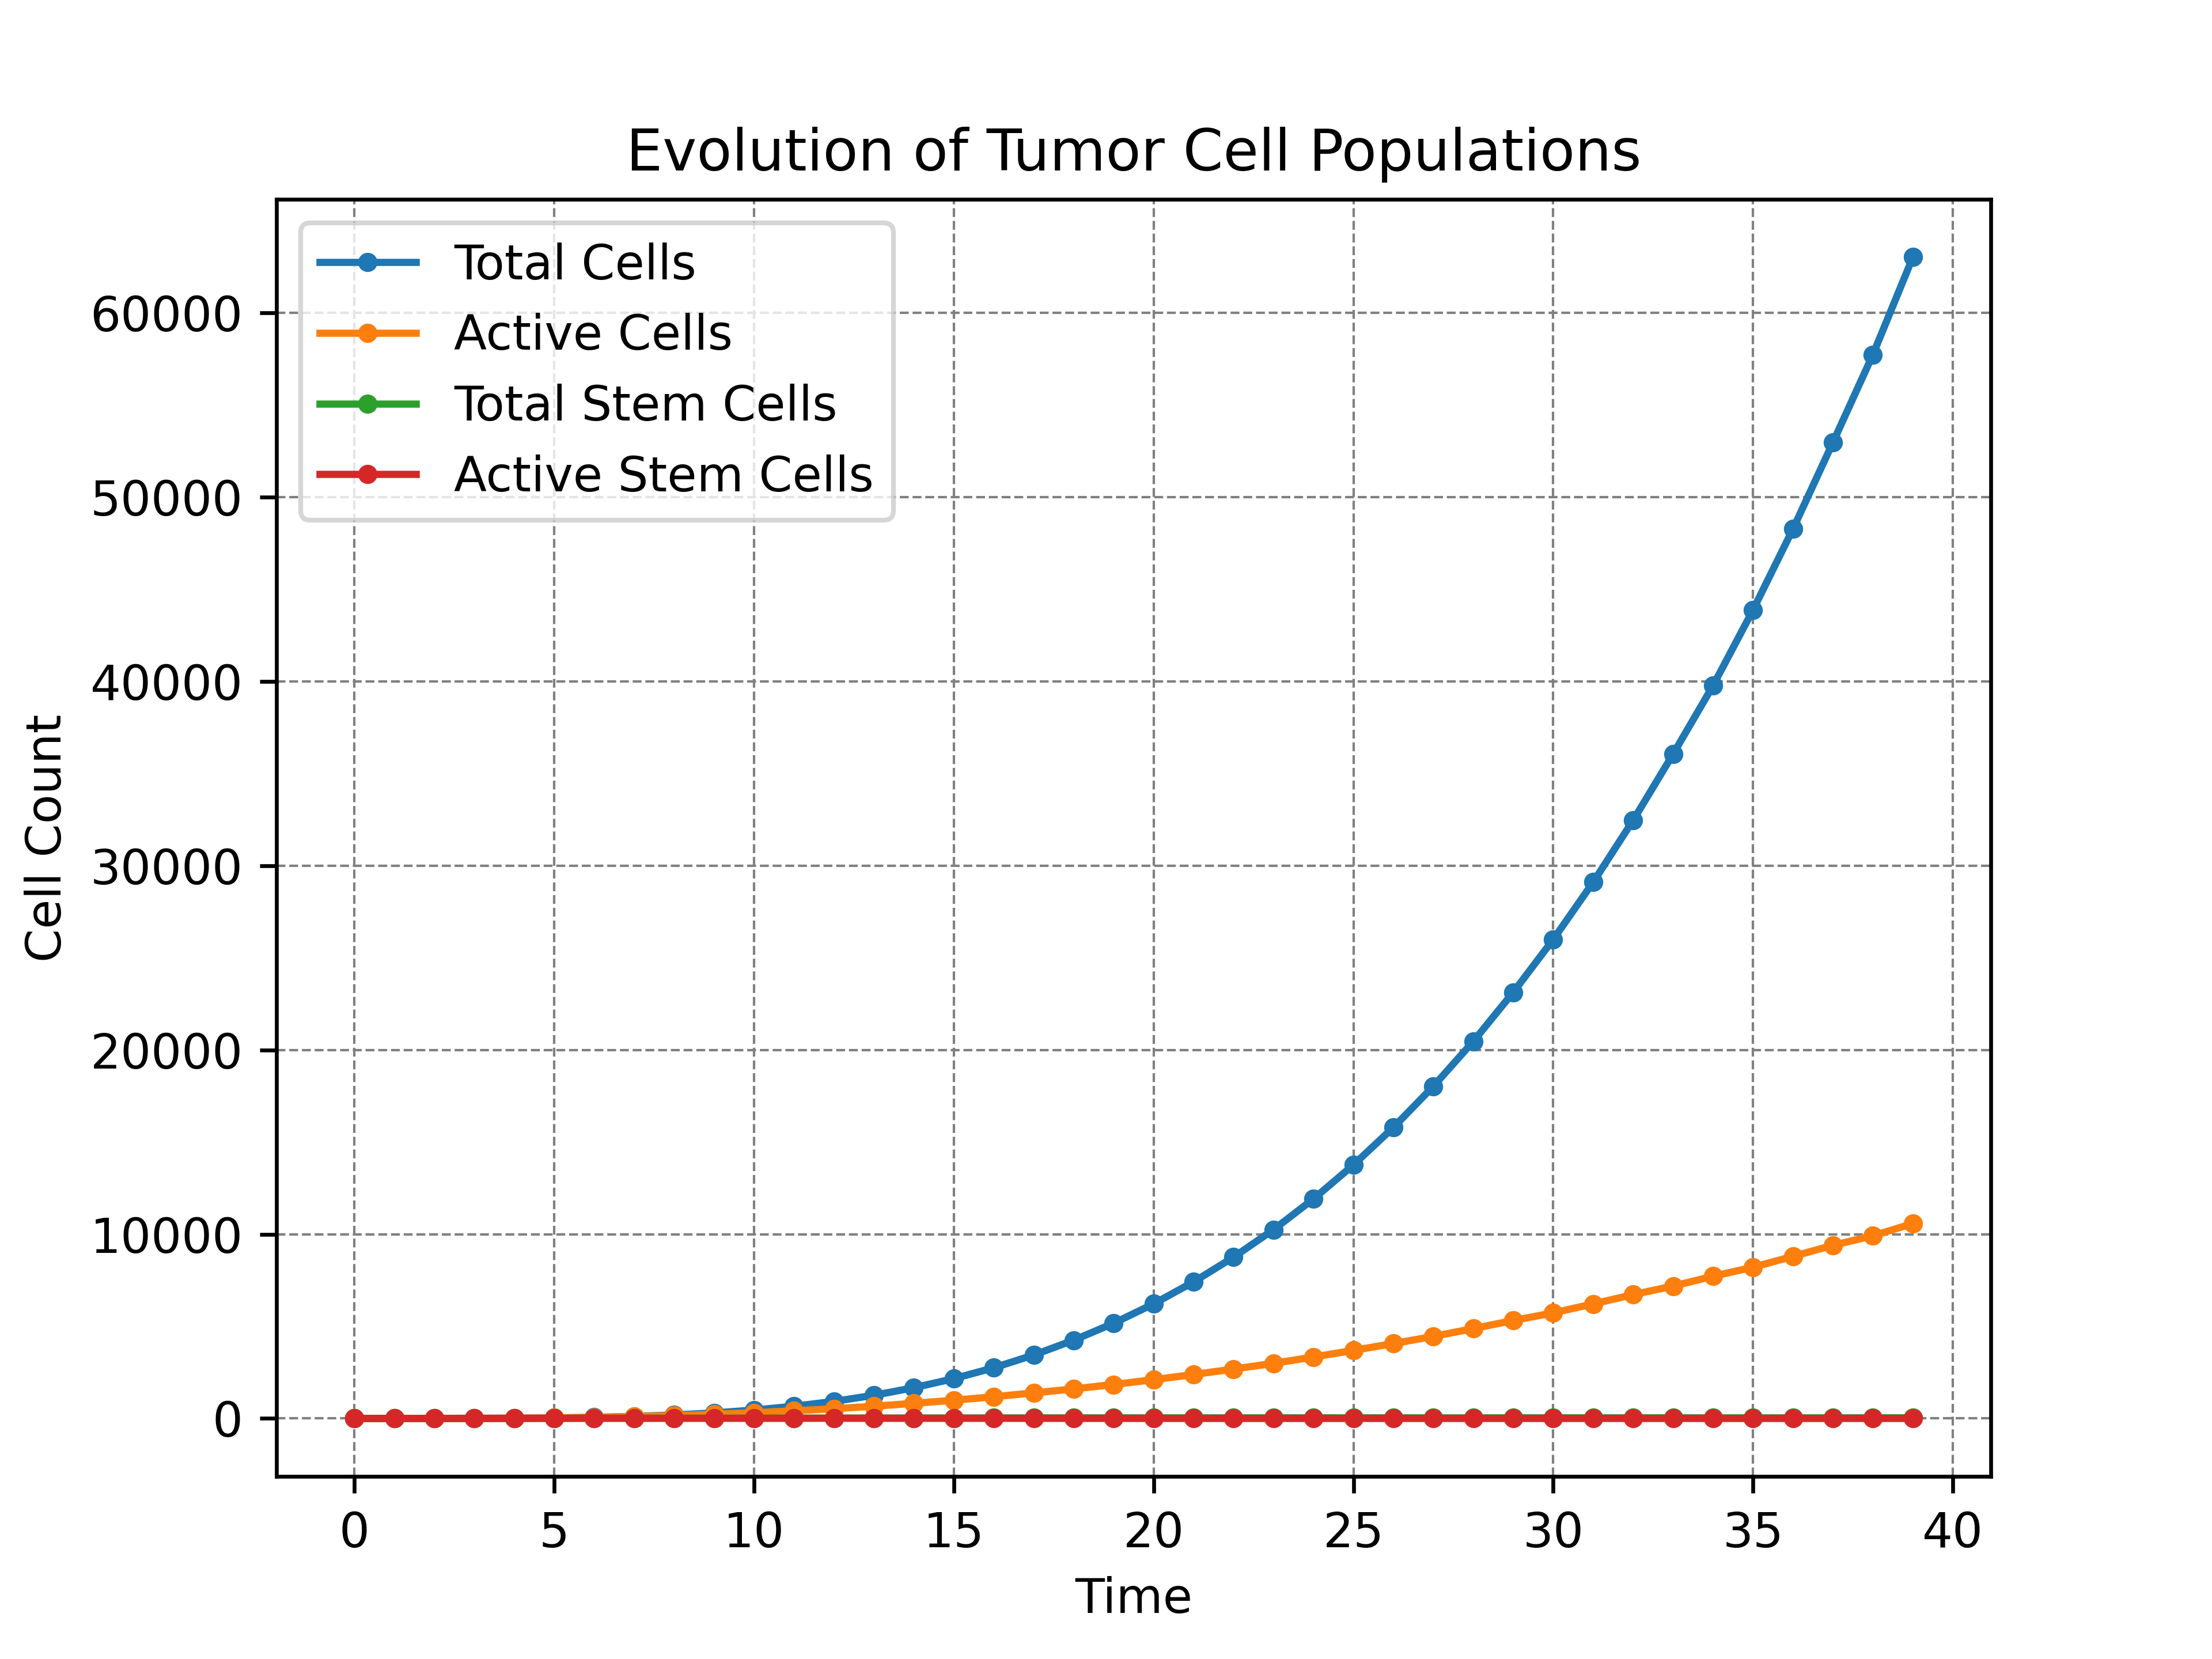 Evolution of Tumor Cell Populations
Total Cells
Active Cells
Total Stem Cells
Active Stem Cells
60000
50000
40000
30000
20000
10000
0
Cell Count
0 5 10 15 20 25 30 35 40
Time